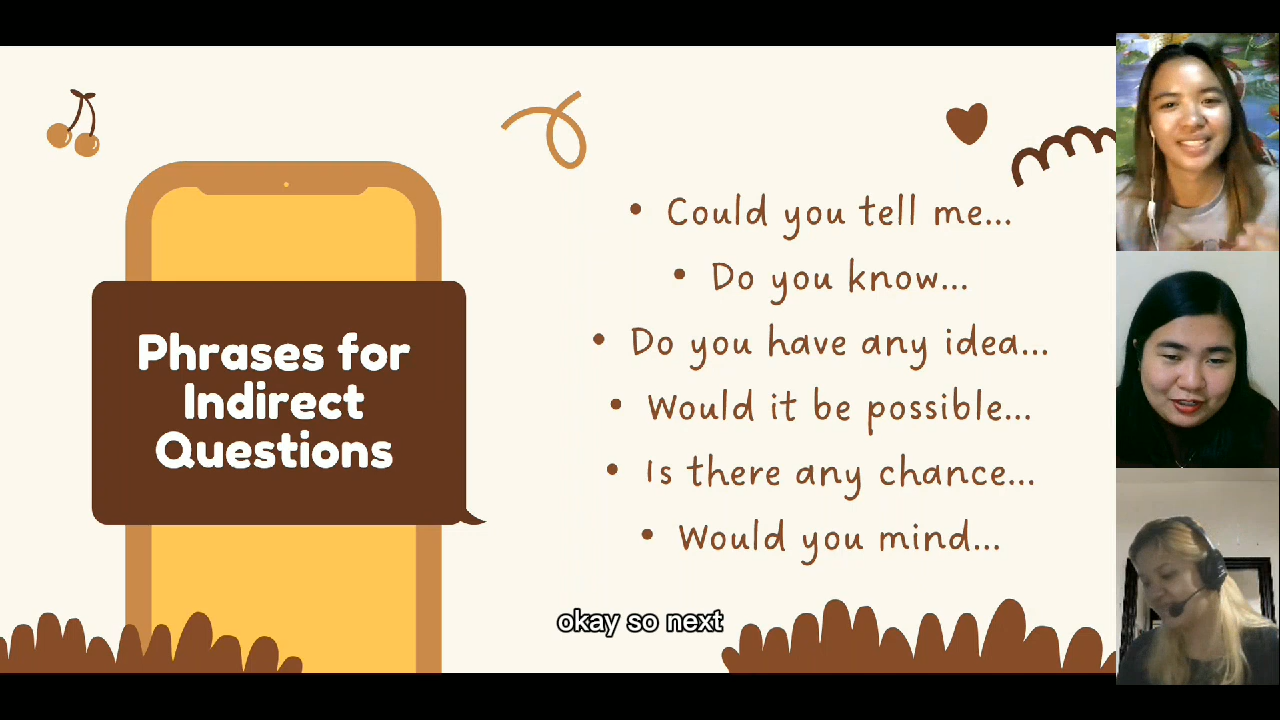 Phrases for
Indirect
Questions
• Could you tell me...
• Do you know...
• Do you have any idea...
• Would it be possible...
• Is there any chance...
• Would you mind...
okay so next